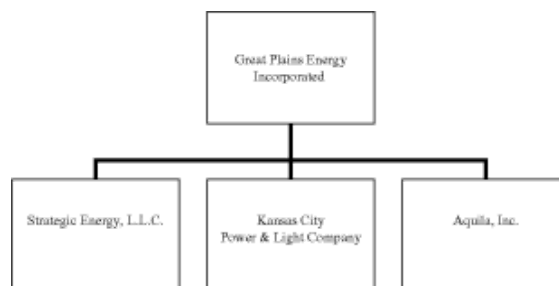 Great Plains Energy
Incorporated
Strategic Energy, L.L.C.
Kansas City
Power & Light Company
Aquila, Inc.